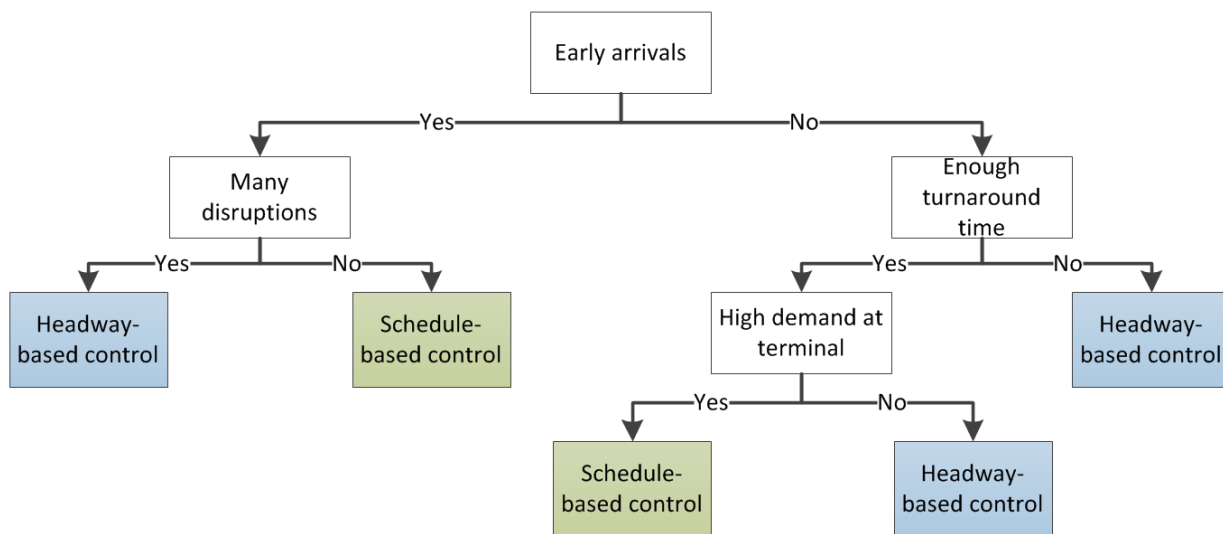 Early arrivals
Yes
No
Many
disruptions
Enough
turnaround
time
Yes
No
Yes
No
Headway-
based control
Schedule-
based control
High demand at
terminal
Headway-
based control
Yes
No
Schedule-
based control
Headway-
based control